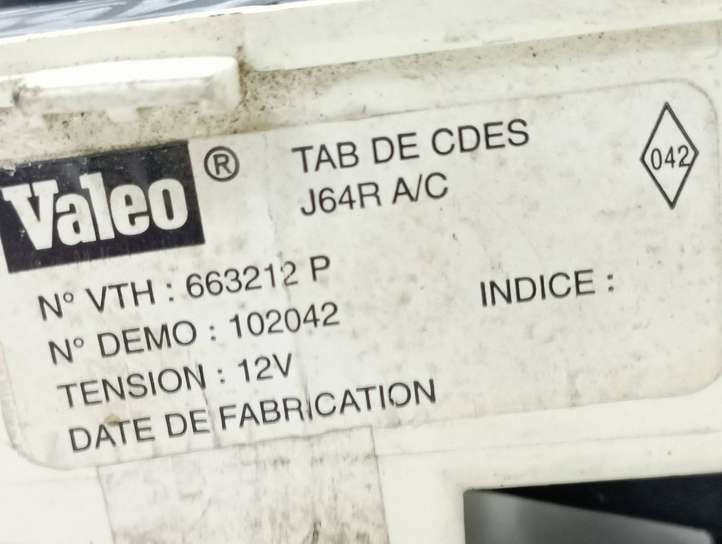 Valeo ®
TAB DE CDES
J64R A/C
042
N° VTH : 663212 P
N° DEMO : 102042
INDICE :
TENSION : 12V
DATE DE FABRICATION